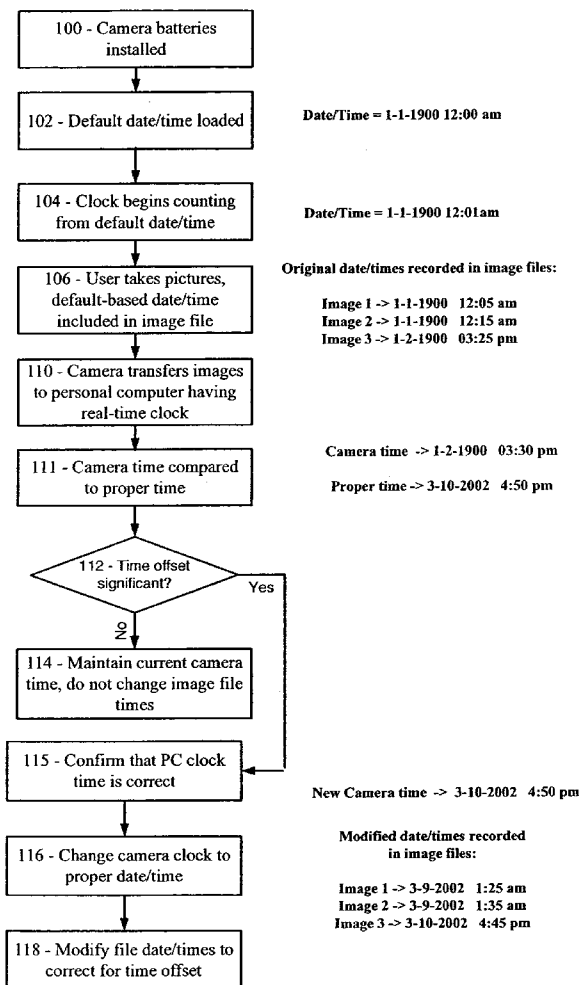 100 - Camera batteries
installed
102 - Default date/time loaded
Date/Time = 1-1-1900 12:00 am
104 - Clock begins counting
from default date/time
Date/Time = 1-1-1900 12:01am
106 - User takes pictures,
default-based date/time
included in image file
Original date/times recorded in image files:
Image 1 -> 1-1-1900 12:05 am
Image 2 -> 1-1-1900 12:15 am
Image 3 -> 1-2-1900 03:25 pm
110 - Camera transfers images
to personal computer having
real-time clock
111 - Camera time compared
to proper time
Camera time -> 1-2-1900 03:30 pm
Proper time -> 3-10-2002 4:50 pm
112 - Time offset
significant?
Yes
No
114 - Maintain current camera
time, do not change image file
times
115 - Confirm that PC clock
time is correct
New Camera time -> 3-10-2002 4:50 pm
116 - Change camera clock to
proper date/time
Modified date/times recorded
in image files:
Image 1 -> 3-9-2002 1:25 am
Image 2 -> 3-9-2002 1:35 am
Image 3 -> 3-10-2002 4:45 pm
118 - Modify file date/times to
correct for time offset